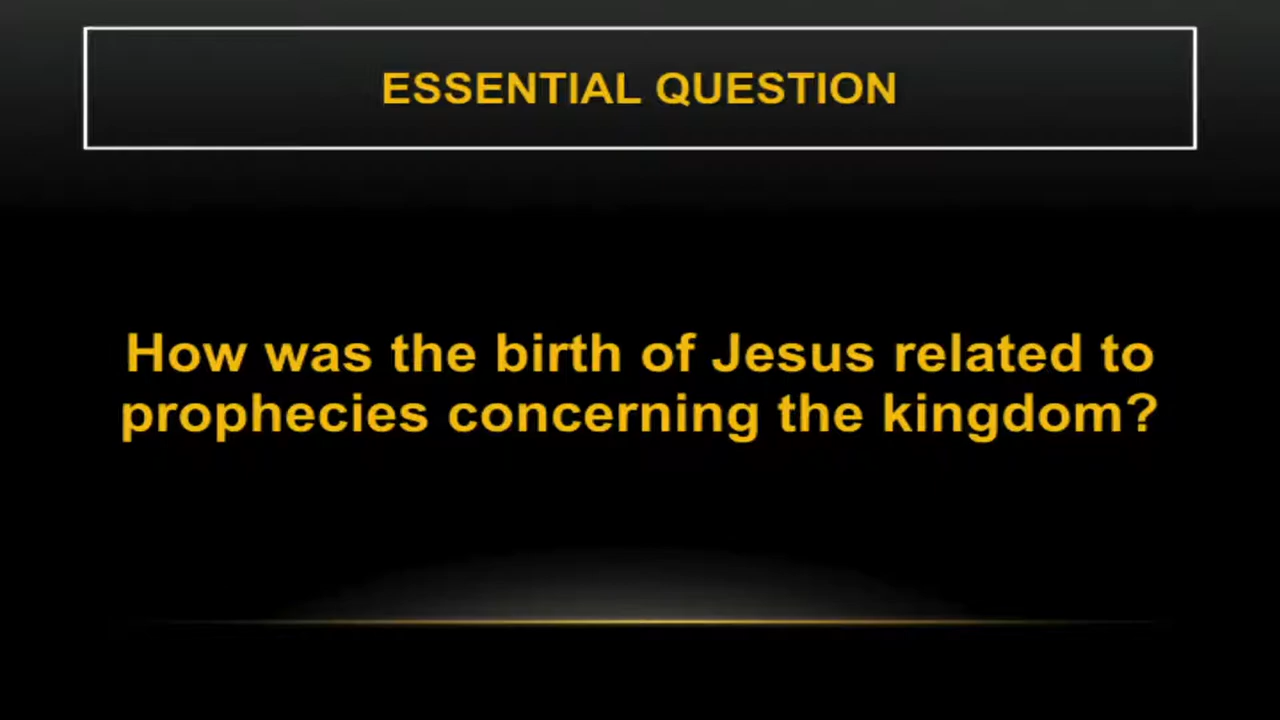 ESSENTIAL QUESTION
How was the birth of Jesus related to
prophecies concerning the kingdom?